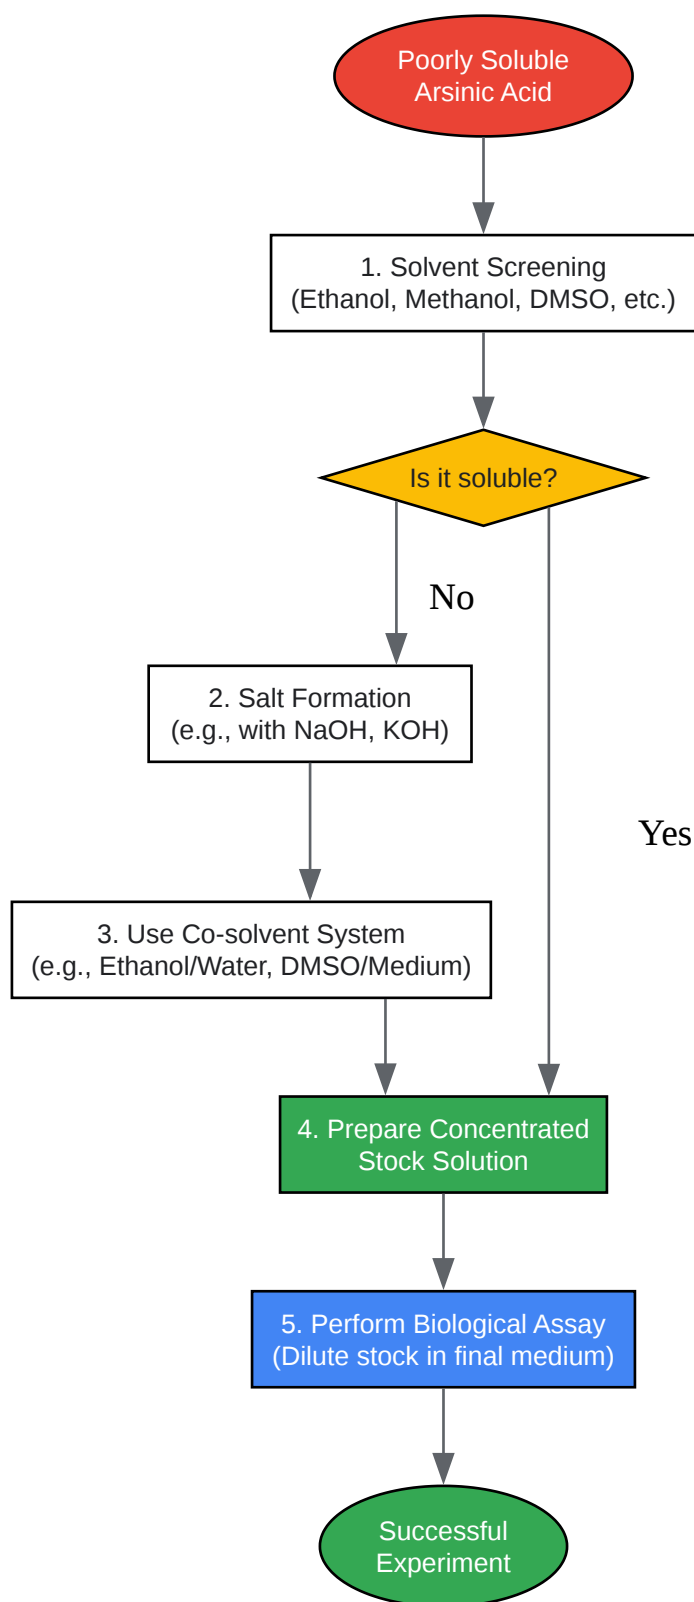 Poorly Soluble
Arsinic Acid
1. Solvent Screening
(Ethanol, Methanol, DMSO, etc.)
Is it soluble?
No
2. Salt Formation
(e.g., with NaOH, KOH)
Yes
3. Use Co-solvent System
(e.g., Ethanol/Water, DMSO/Medium)
4. Prepare Concentrated
Stock Solution
5. Perform Biological Assay
(Dilute stock in final medium)
Successful
Experiment